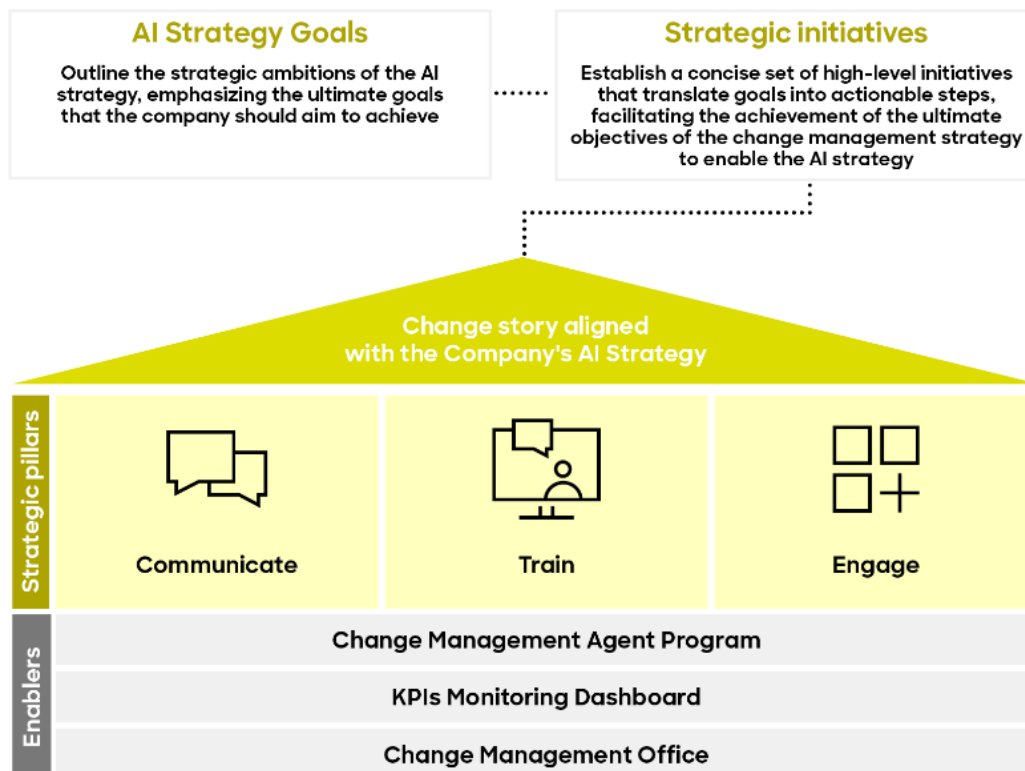 AI Strategy Goals
Outline the strategic ambitions of the AI
strategy, emphasizing the ultimate goals
that the company should aim to achieve
Strategic initiatives
Establish a concise set of high-level initiatives
that translate goals into actionable steps,
facilitating the achievement of the ultimate
objectives of the change management strategy
to enable the AI strategy
Change story aligned
with the Company's AI Strategy
Strategic pillars
Communicate
Train
Engage
Enablers
Change Management Agent Program
KPIs Monitoring Dashboard
Change Management Office